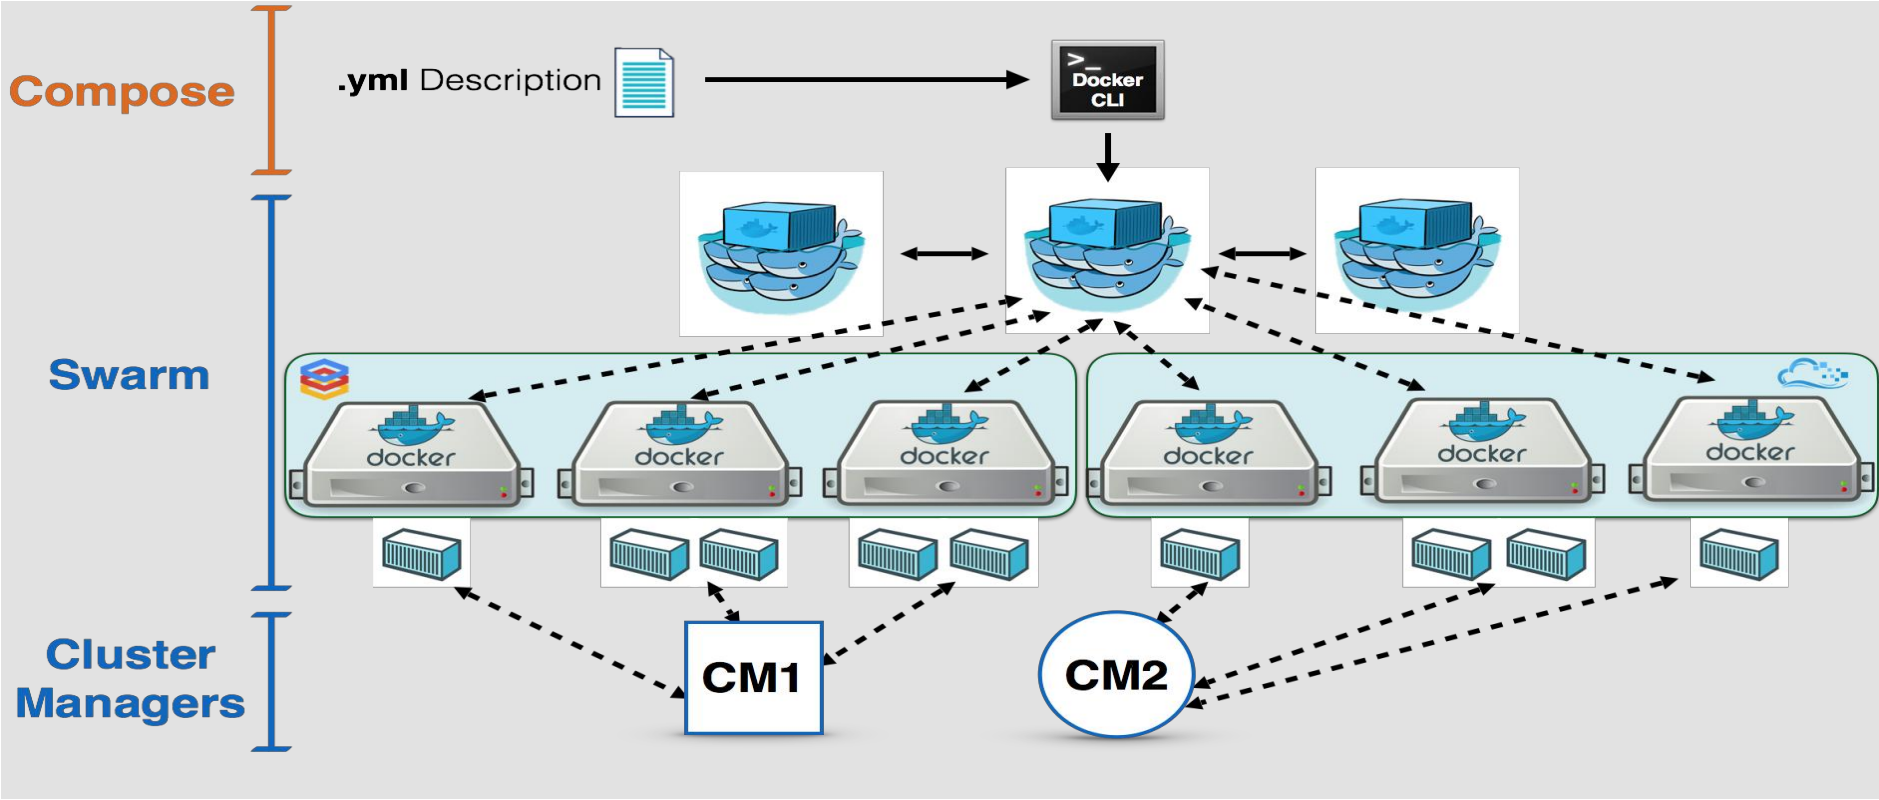 Compose
.yml Description
>_
Docker
CLI
Swarm
docker
docker
docker
docker
docker
docker
Cluster
Managers
CM1
CM2